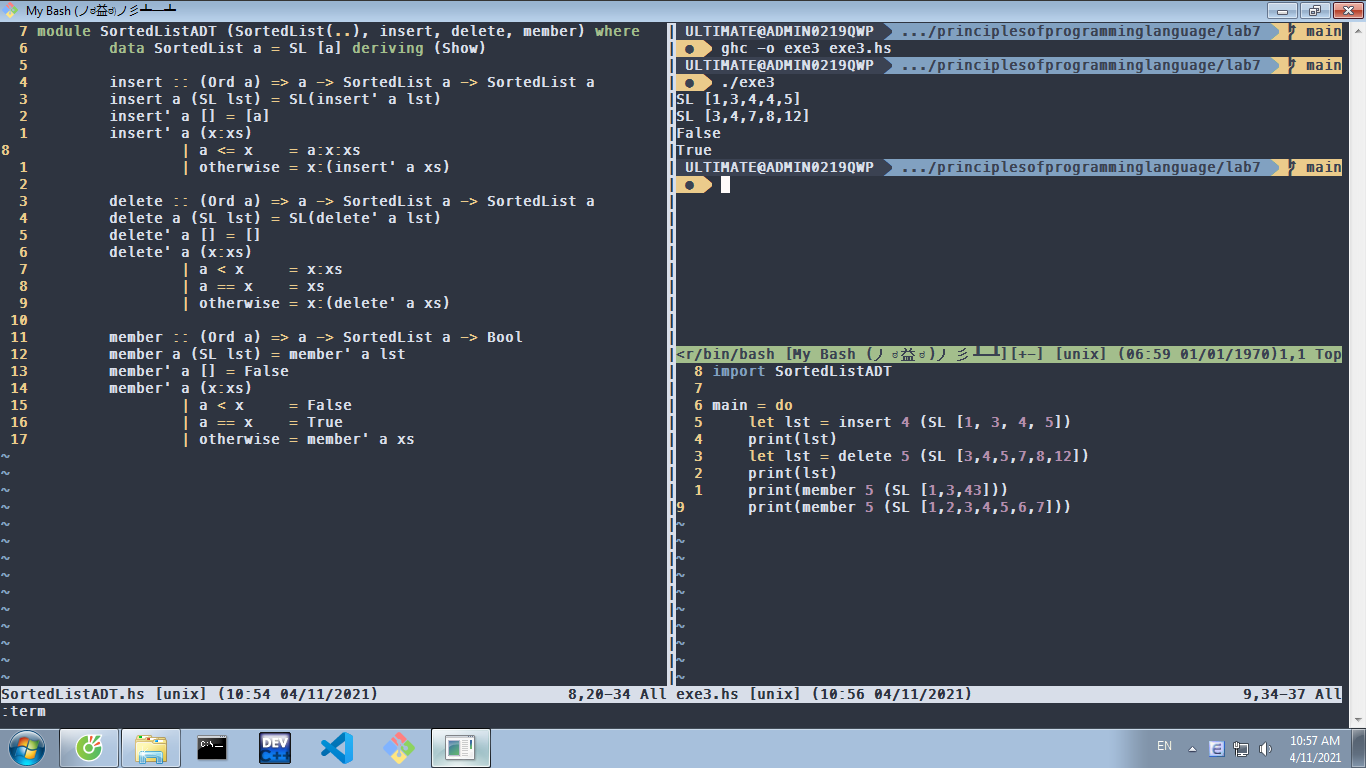 My Bash (ノಠ益ಠ)ノ彡┻━┻
7 module SortedListADT (SortedList(..), insert, delete, member) where
6         data SortedList a = SL [a] deriving (Show)
5
4         insert :: (Ord a) => a -> SortedList a -> SortedList a
3         insert a (SL lst) = SL(insert' a lst)
2         insert' a [] = [a]
1         insert' a (x:xs)
8                 | a <= x    = a:x:xs
1                 | otherwise = x:(insert' a xs)
2
3         delete :: (Ord a) => a -> SortedList a -> SortedList a
4         delete a (SL lst) = SL(delete' a lst)
5         delete' a [] = []
6         delete' a (x:xs)
7                 | a < x     = x:xs
8                 | a == x    = xs
9                 | otherwise = x:(delete' a xs)
10
11         member :: (Ord a) => a -> SortedList a -> Bool
12         member a (SL lst) = member' a lst
13         member' a [] = False
14         member' a (x:xs)
15                 | a < x     = False
16                 | a == x    = True
17                 | otherwise = member' a xs
~
~
~
~
~
~
~
~
~
~
~
~
~
~
SortedListADT.hs [unix] (10:54 04/11/2021) 8,20-34 All
:term
ULTIMATE@ADMIN0219QWP .../principlesofprogramminglanguage/lab7 main
● ghc -o exe3 exe3.hs
ULTIMATE@ADMIN0219QWP .../principlesofprogramminglanguage/lab7 main
● ./exe3
SL [1,3,4,4,5]
SL [3,4,7,8,12]
False
True
ULTIMATE@ADMIN0219QWP .../principlesofprogramminglanguage/lab7 main
●
<r/bin/bash [My Bash (ノಠ益ಠ)ノ彡┻━┻][+-] [unix] (06:59 01/01/1970)1,1 Top
8 import SortedListADT
7
6 main = do
5     let lst = insert 4 (SL [1, 3, 4, 5])
4     print(lst)
3     let lst = delete 5 (SL [3,4,5,7,8,12])
2     print(lst)
1     print(member 5 (SL [1,3,43]))
9     print(member 5 (SL [1,2,3,4,5,6,7]))
~
~
~
~
~
~
~
~
~
~
exe3.hs [unix] (10:56 04/11/2021) 9,34-37 All
C:\
DEV
C++
EN
E
10:57 AM
4/11/2021